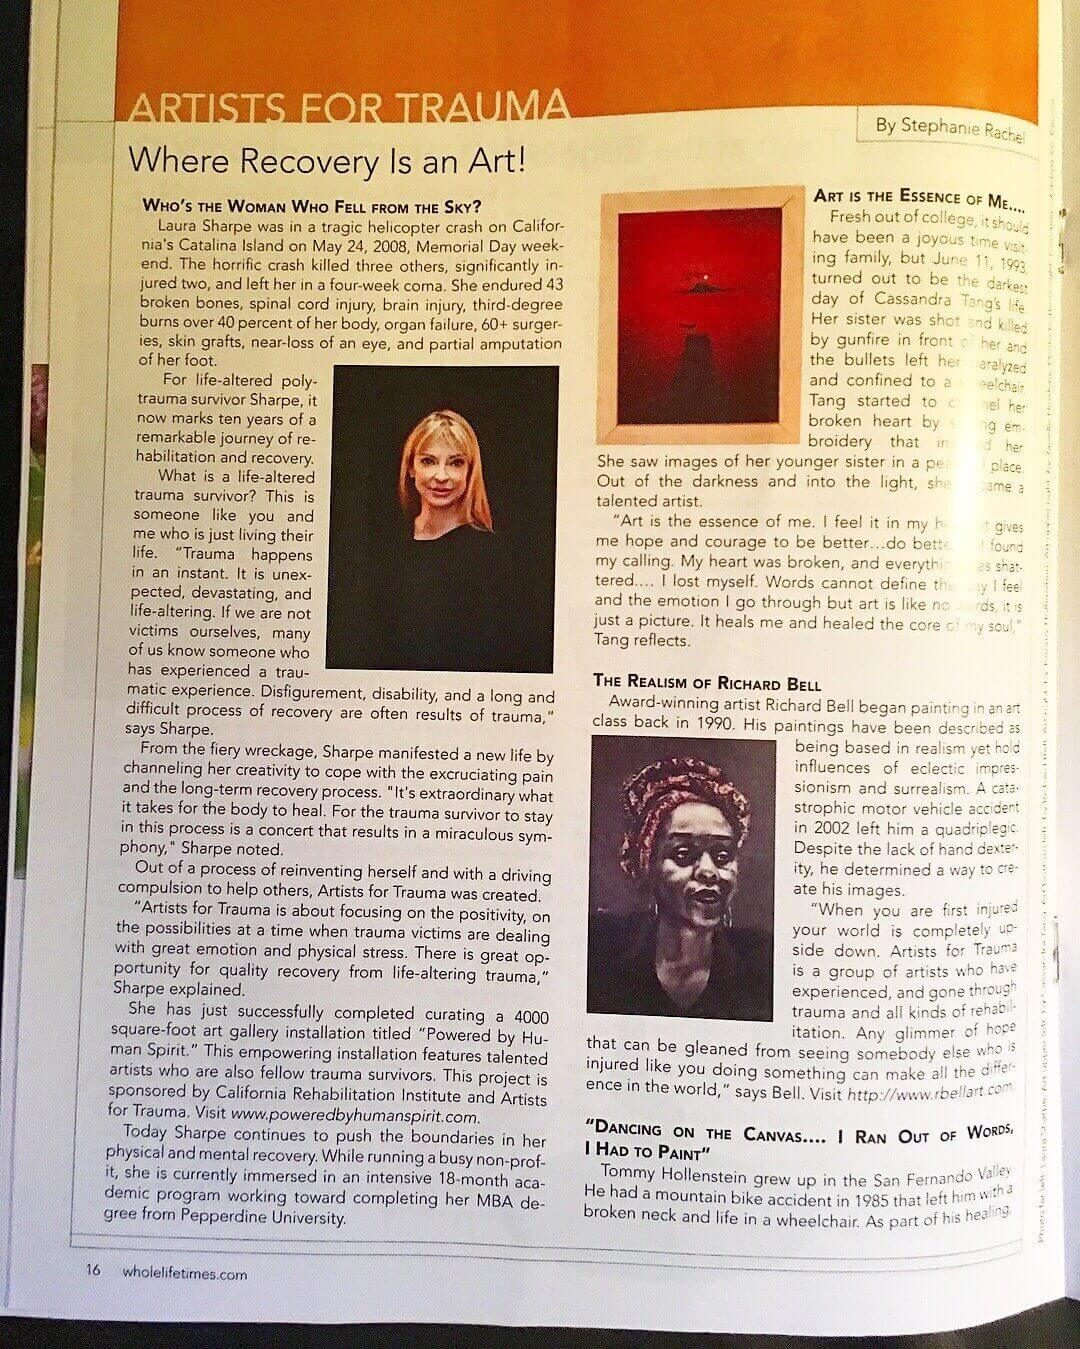 ARTISTS FOR TRAUMA
By Stephanie Rachel
Where Recovery Is an Art!
WHO'S THE WOMAN WHO FELL FROM THE SKY?
Laura Sharpe was in a tragic helicopter crash on Califor-
nia's Catalina Island on May 24, 2008, Memorial Day week-
end. The horrific crash killed three others, significantly in-
jured two, and left her in a four-week coma. She endured 43
broken bones, spinal cord injury, brain injury, third-degree
burns over 40 percent of her body, organ failure, 60+ surger-
ies, skin grafts, near-loss of an eye, and partial amputation
of her foot.
For life-altered poly-
trauma survivor Sharpe, it
now marks ten years of a
remarkable journey of re-
habilitation and recovery.
What is a life-altered
trauma survivor? This is
someone like you and
me who is just living their
life. "Trauma happens
in an instant. It is unex-
pected, devastating, and
life-altering. If we are not
victims ourselves, many
of us know someone who
has experienced a trau-
matic experience. Disfigurement, disability, and a long and
difficult process of recovery are often results of trauma,"
says Sharpe.
From the fiery wreckage, Sharpe manifested a new life by
channeling her creativity to cope with the excruciating pain
and the long-term recovery process. "It's extraordinary what
it takes for the body to heal. For the trauma survivor to stay
in this process is a concert that results in a miraculous sym-
phony," Sharpe noted.
Out of a process of reinventing herself and with a driving
compulsion to help others, Artists for Trauma was created.
"Artists for Trauma is about focusing on the positivity, on
the possibilities at a time when trauma victims are dealing
with great emotion and physical stress. There is great op-
portunity for quality recovery from life-altering trauma,"
Sharpe explained.
She has just successfully completed curating a 4000
square-foot art gallery installation titled "Powered by Hu-
man Spirit." This empowering installation features talented
artists who are also fellow trauma survivors. This project is
sponsored by California Rehabilitation Institute and Artists
for Trauma. Visit www.poweredbyhumanspirit.com.
Today Sharpe continues to push the boundaries in her
physical and mental recovery. While running a busy non-prof-
it, she is currently immersed in an intensive 18-month aca-
demic program working toward completing her MBA de-
gree from Pepperdine University.
ART IS THE ESSENCE OF ME....
Fresh out of college, it should
have been a joyous time visit-
ing family, but June 11, 1993
turned out to be the darkest
day of Cassandra Tang's life.
Her sister was shot and killed
by gunfire in front of her and
the bullets left her paralyzed
and confined to a wheelchair.
Tang started to her
broken heart by em-
broidery that her
She saw images of her younger sister in a place.
Out of the darkness and into the light, she became a
talented artist.
"Art is the essence of me. I feel it in my gives
me hope and courage to be better...do I found
my calling. My heart was broken, and everything was shat-
tered.... I lost myself. Words cannot define the way I feel
and the emotion I go through but art is like no words, it is
just a picture. It heals me and healed the core of my soul,"
Tang reflects.
THE REALISM OF RICHARD BELL
Award-winning artist Richard Bell began painting in an art
class back in 1990. His paintings have been described as
being based in realism yet hold
influences of eclectic impres-
sionism and surrealism. A cata-
strophic motor vehicle accident
in 2002 left him a quadriplegic.
Despite the lack of hand dexter-
ity, he determined a way to cre-
ate his images.
"When you are first injured
your world is completely up-
side down. Artists for Trauma
is a group of artists who have
experienced, and gone through
trauma and all kinds of rehabil-
itation. Any glimmer of hope
that can be gleaned from seeing somebody else who is
injured like you doing something can make all the differ-
ence in the world," says Bell. Visit http://www.rbellart.com.
"DANCING ON THE CANVAS.... I RAN OUT OF WORDS,
I HAD TO PAINT"
Tommy Hollenstein grew up in the San Fernando Valley.
He had a mountain bike accident in 1985 that left him with a
broken neck and life in a wheelchair. As part of his healing,
16 wholelifetimes.com